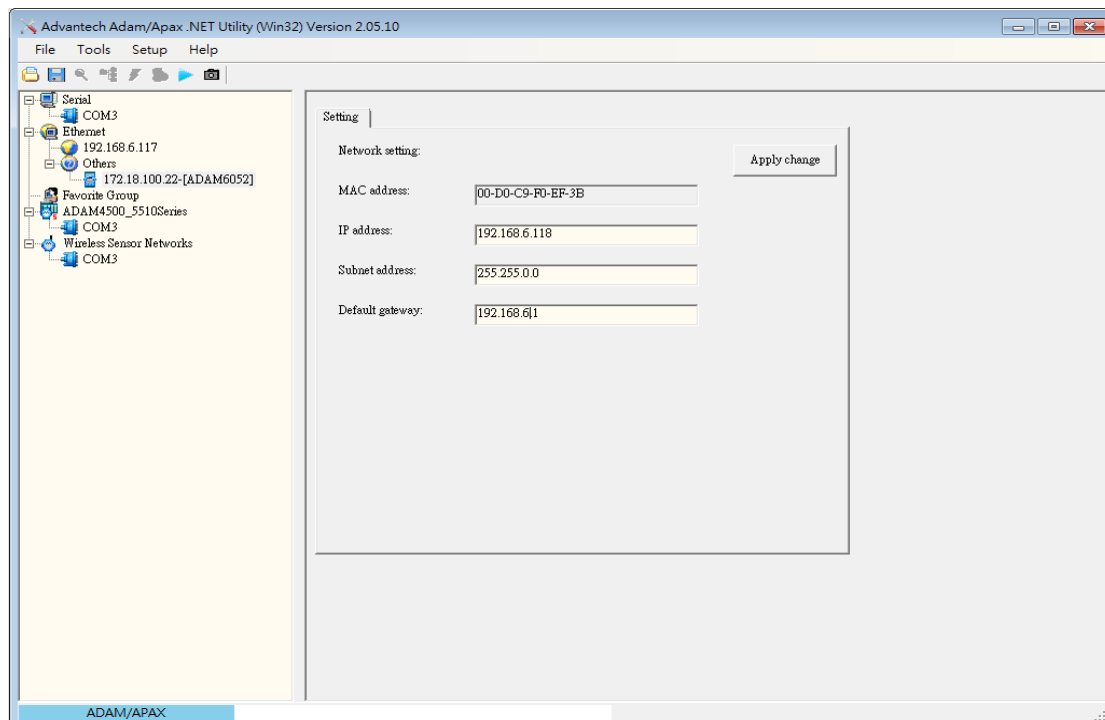 Advantech Adam/Apax .NET Utility (Win32) Version 2.05.10
File Tools Setup Help
Serial
COM3
Ethernet
192.168.6.117
Others
172.18.100.22-[ADAM6052]
Favorite Group
ADAM4500_5510Series
COM3
Wireless Sensor Networks
COM3
Setting
Network setting:
Apply change
MAC address: 00-D0-C9-F0-EF-3B
IP address: 192.168.6.118
Subnet address: 255.255.0.0
Default gateway: 192.168.6.1
ADAM/APAX